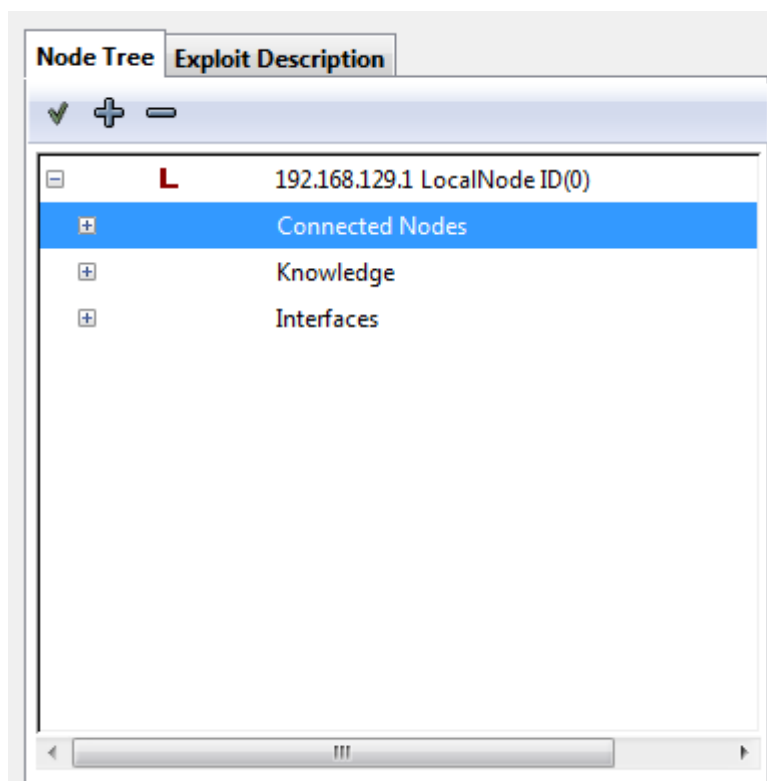 Node Tree Exploit Description
L 192.168.129.1 LocalNode ID(0)
Connected Nodes
Knowledge
Interfaces